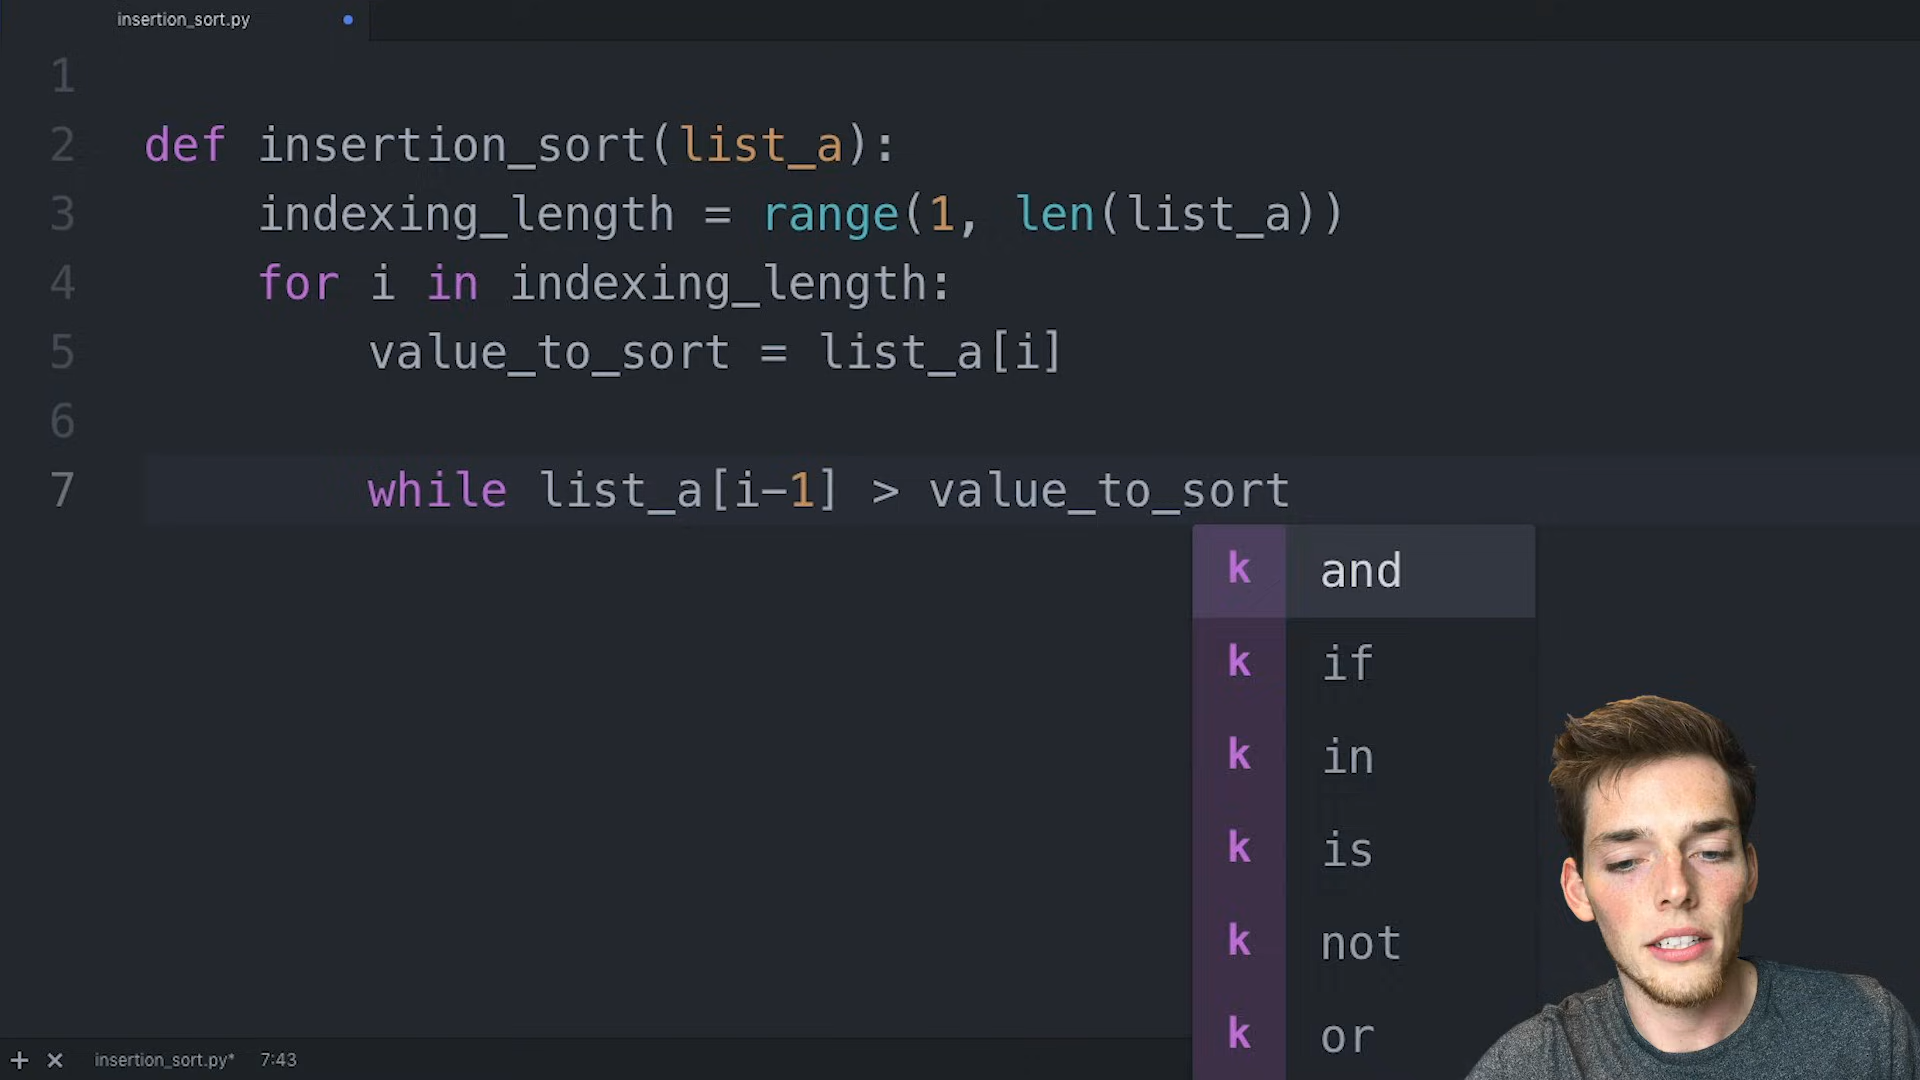 insertion_sort.py
1
2 def insertion_sort(list_a):
3 indexing_length = range(1, len(list_a))
4 for i in indexing_length:
5 value_to_sort = list_a[i]
6
7 while list_a[i-1] > value_to_sort
k and
k if
k in
k is
k not
k or
+ × insertion_sort.py* 7:43